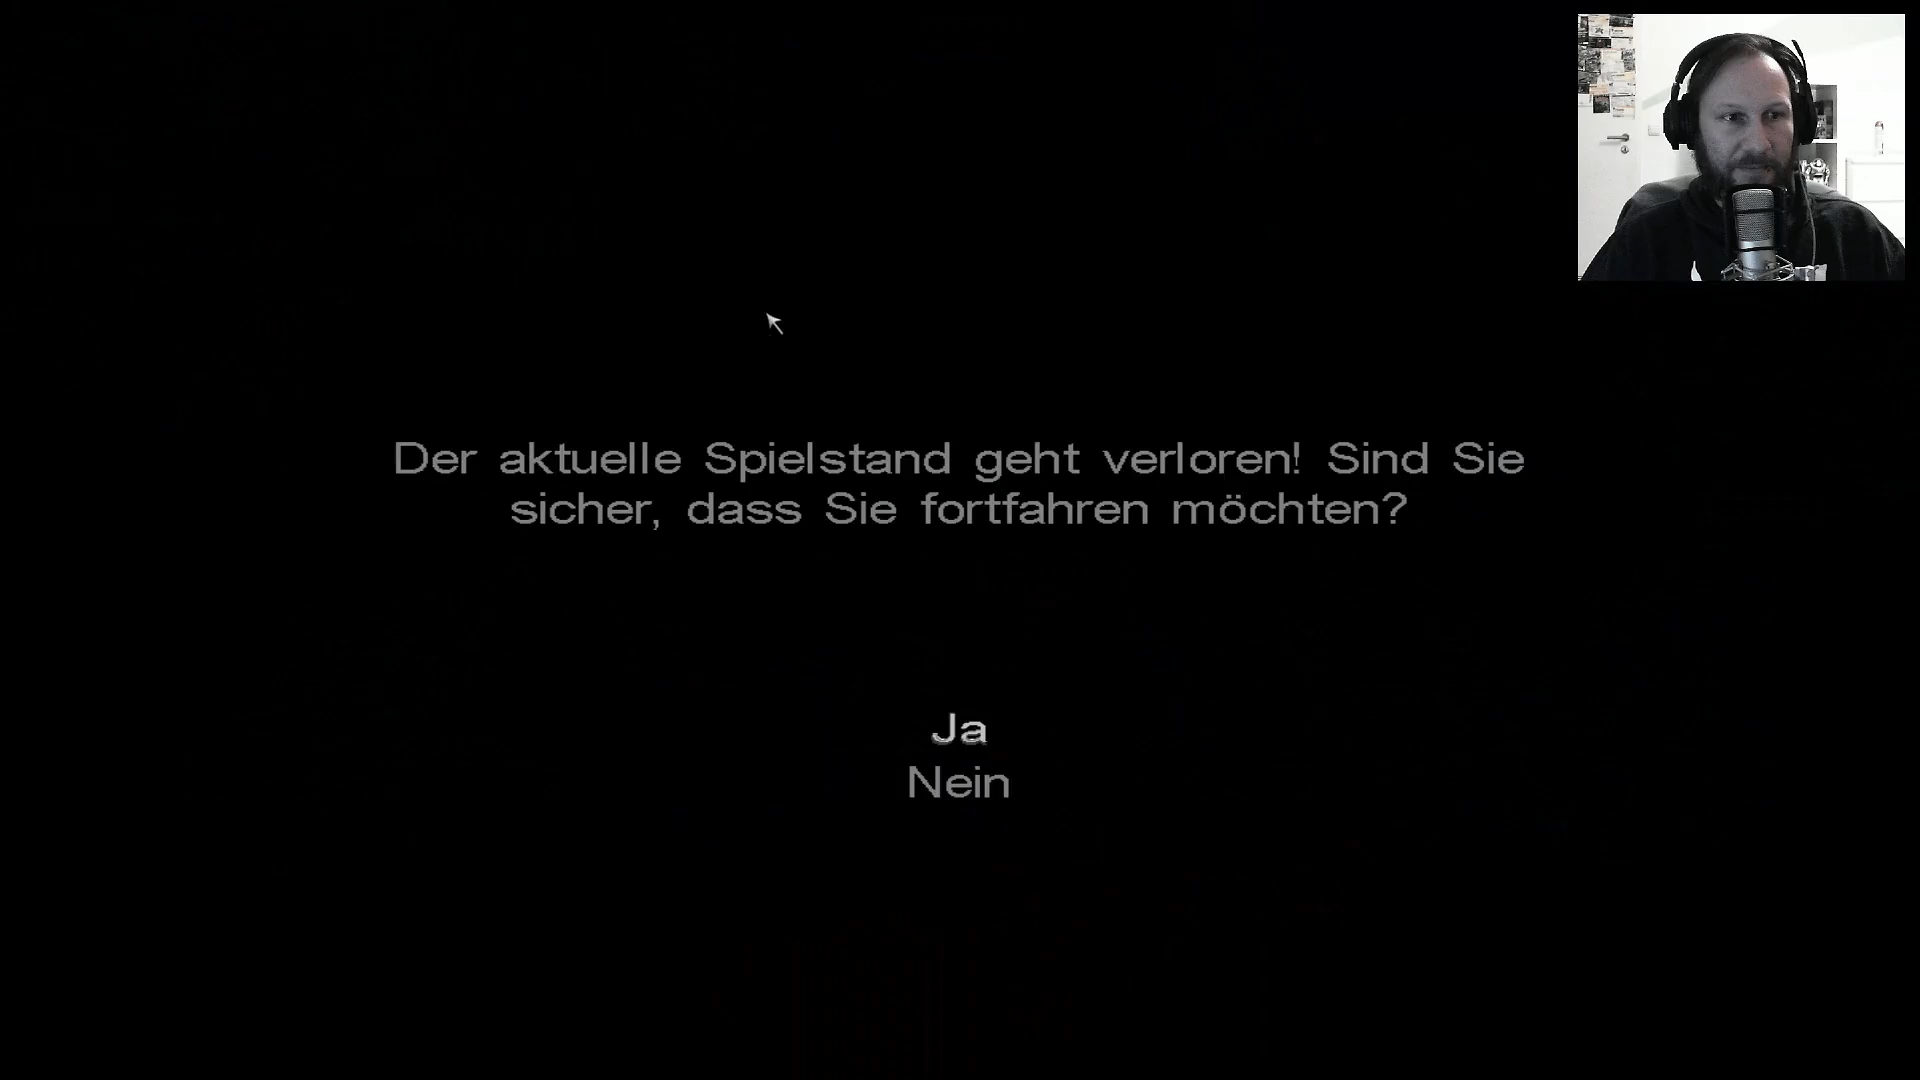 Der aktuelle Spielstand geht verloren! Sind Sie
sicher, dass Sie fortfahren möchten?
Ja
Nein